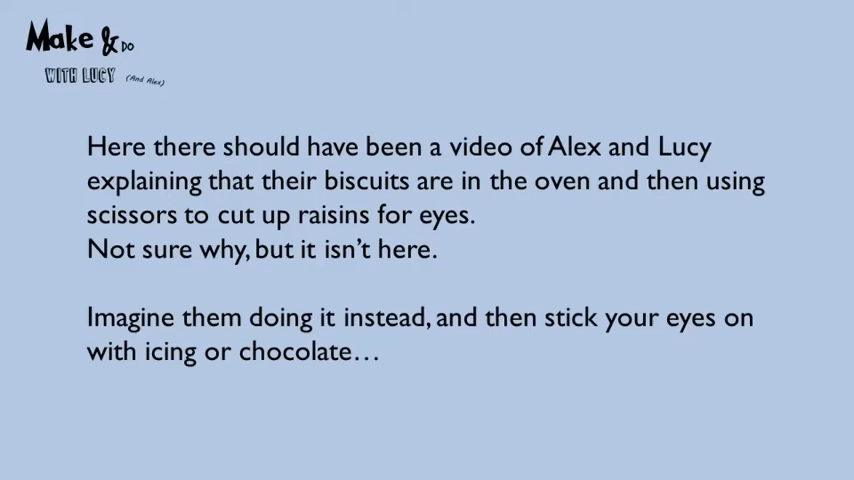 Make & DO
WITH LUCY (And Alex)
Here there should have been a video of Alex and Lucy
explaining that their biscuits are in the oven and then using
scissors to cut up raisins for eyes.
Not sure why, but it isn't here.
Imagine them doing it instead, and then stick your eyes on
with icing or chocolate…